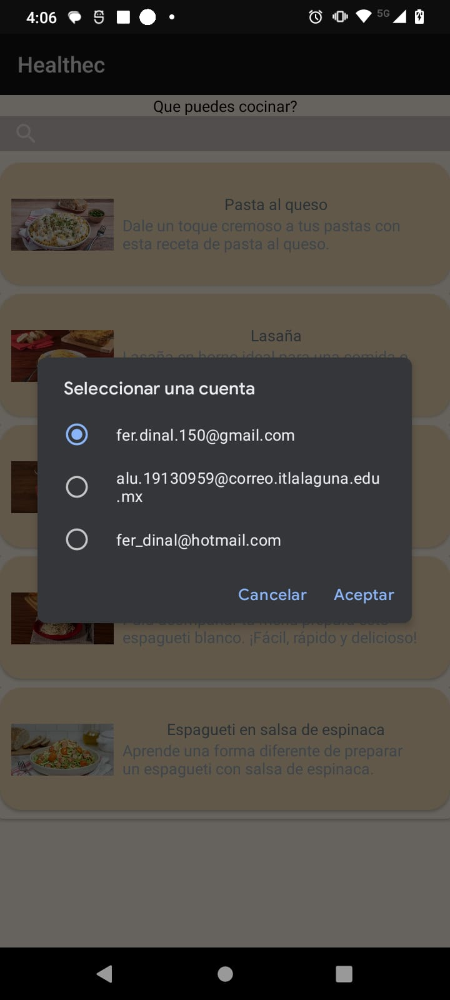 4:06
5G
Healthec
Que puedes cocinar?
Pasta al queso
Dale un toque cremoso a tus pastas con
esta receta de pasta al queso.
Lasaña
Lasaña en horno ideal para una comida o
Seleccionar una cuenta
fer.dinal.150@gmail.com
alu.19130959@correo.itlalaguna.edu
.mx
fer_dinal@hotmail.com
Cancelar Aceptar
espagueti blanco. ¡Fácil, rápido y delicioso!
Espagueti en salsa de espinaca
Aprende una forma diferente de preparar
un espagueti con salsa de espinaca.